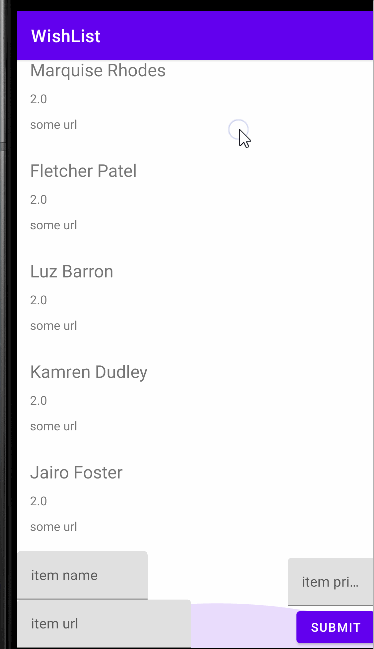 WishList
Marquise Rhodes
2.0
some url
Fletcher Patel
2.0
some url
Luz Barron
2.0
some url
Kamren Dudley
2.0
some url
Jairo Foster
2.0
some url
item name
item pri...
item url
SUBMIT